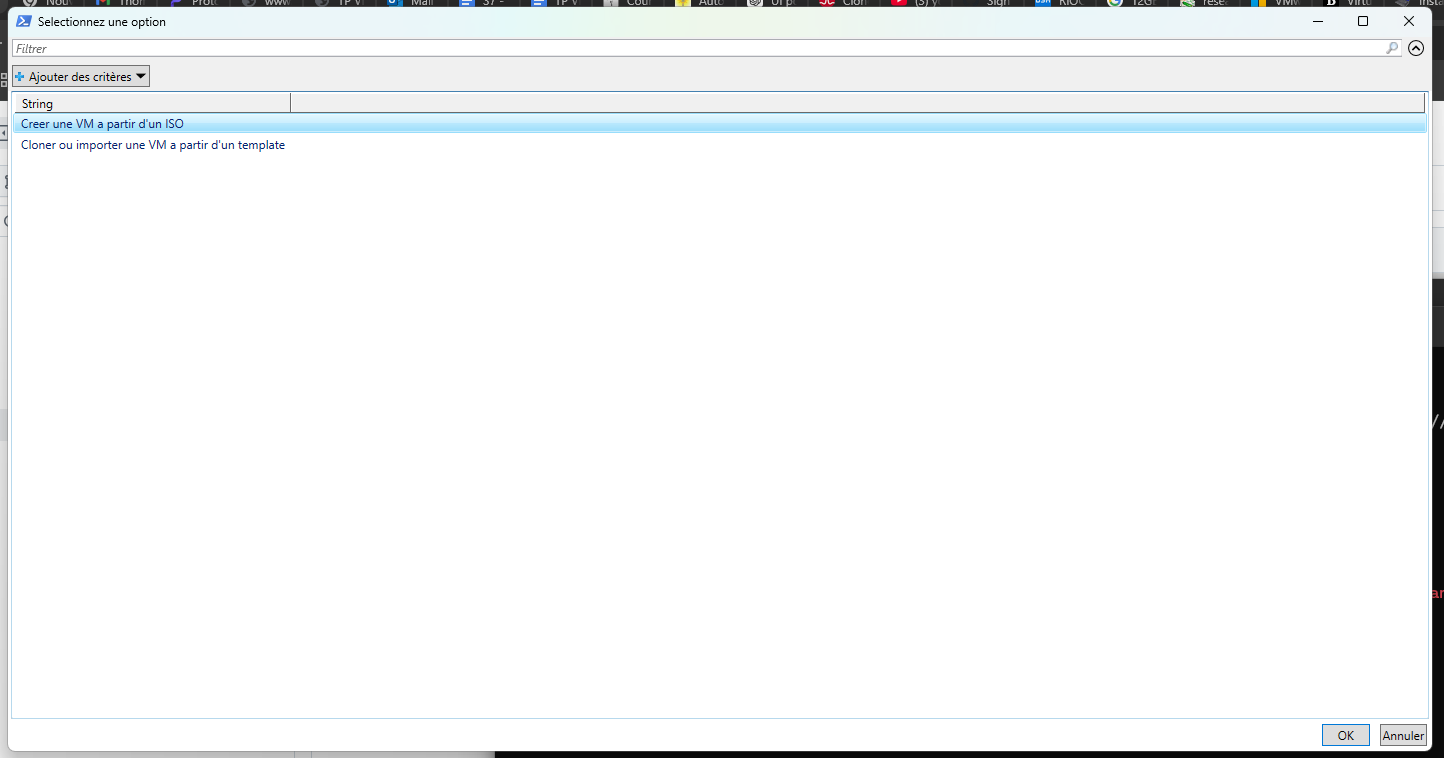 Selectionnez une option
Filtrer
Ajouter des critères
String
Creer une VM a partir d'un ISO
Cloner ou importer une VM a partir d'un template
OK Annuler